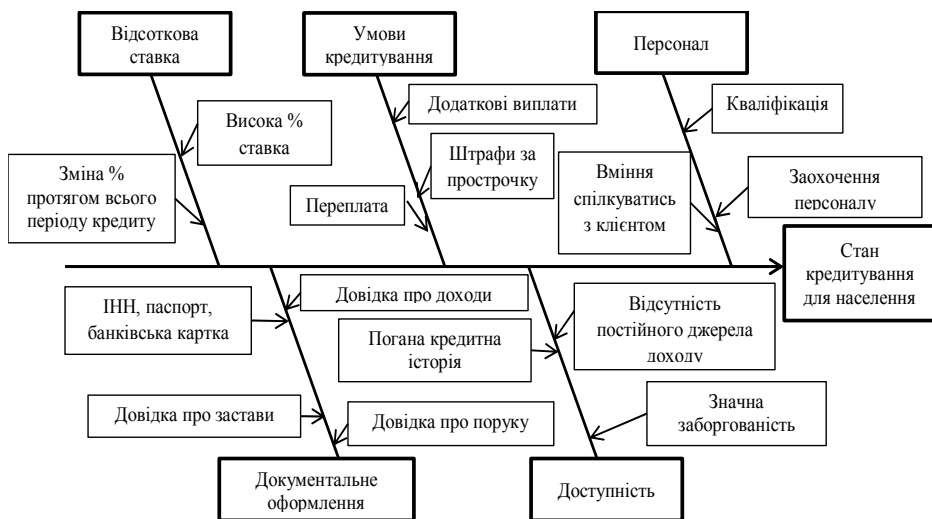 Відсоткова
ставка
Умови
кредитування
Персонал
Додаткові виплати
Кваліфікація
Висока %
ставка
Штрафи за
прострочку
Зміна %
протягом всього
періоду кредиту
Переплата
Вміння
спілкуватись
з клієнтом
Заохочення
персоналу
Стан
кредитування
для населення
ІНН, паспорт,
банківська картка
Довідка про доходи
Погана кредитна
історія
Відсутність
постійного джерела
доходу
Довідка про застави
Довідка про поруку
Значна
заборгованість
Документальне
оформлення
Доступність